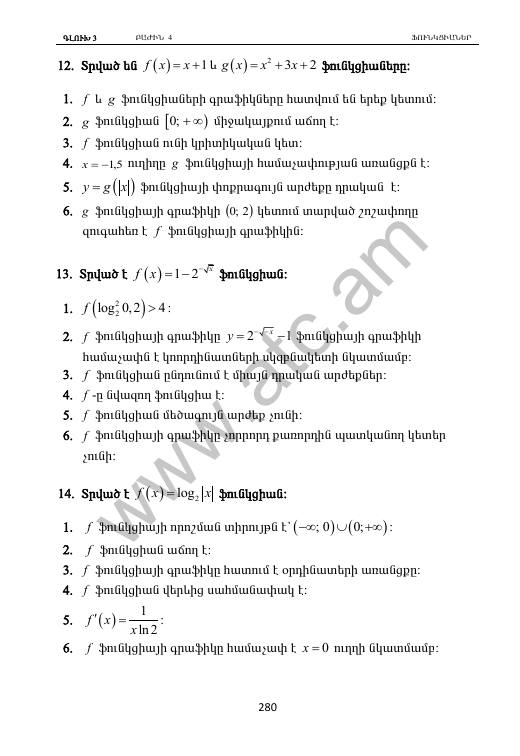 ԳԼՈՒԽ 3 ԲԱԺԻՆ 4 ՖՈՒՆԿՑԻԱՆԵՐ
12. Տրված են f(x) = x+1 և g(x) = x² + 3x + 2 ֆունկցիաները:
1. f և g ֆունկցիաների գրաֆիկները հատվում են երեք կետում:
2. g ֆունկցիան [0; +∞) միջակայքում աճող է:
3. f ֆունկցիան ունի կրիտիկական կետ:
4. x = −1,5 ուղիղը g ֆունկցիայի համաչափության առանցքն է:
5. y = g(|x|) ֆունկցիայի փոքրագույն արժեքը դրական է:
6. g ֆունկցիայի գրաֆիկի (0; 2) կետում տարված շոշափողը
զուգահեռ է f ֆունկցիայի գրաֆիկին:
13. Տրված է f(x) = 1 − 2^{−√x} ֆունկցիան:
1. f(log₂² 0,2) > 4 :
2. f ֆունկցիայի գրաֆիկը y = 2^{−√−x} − 1 ֆունկցիայի գրաֆիկի
համաչափն է կոորդինատների սկզբնակետի նկատմամբ:
3. f ֆունկցիան ընդունում է միայն դրական արժեքներ:
4. f -ը նվազող ֆունկցիա է:
5. f ֆունկցիան մեծագույն արժեք չունի:
6. f ֆունկցիայի գրաֆիկը չորրորդ քառորդին պատկանող կետեր
չունի:
14. Տրված է f(x) = log₂|x| ֆունկցիան:
1. f ֆունկցիայի որոշման տիրույթն է՝ (−∞; 0)∪(0;+∞) :
2. f ֆունկցիան աճող է:
3. f ֆունկցիայի գրաֆիկը հատում է օրդինատերի առանցքը:
4. f ֆունկցիան վերևից սահմանափակ է:
5. f′(x) = 1/(x ln 2) :
6. f ֆունկցիայի գրաֆիկը համաչափ է x = 0 ուղղի նկատմամբ:
www.atc.am
280